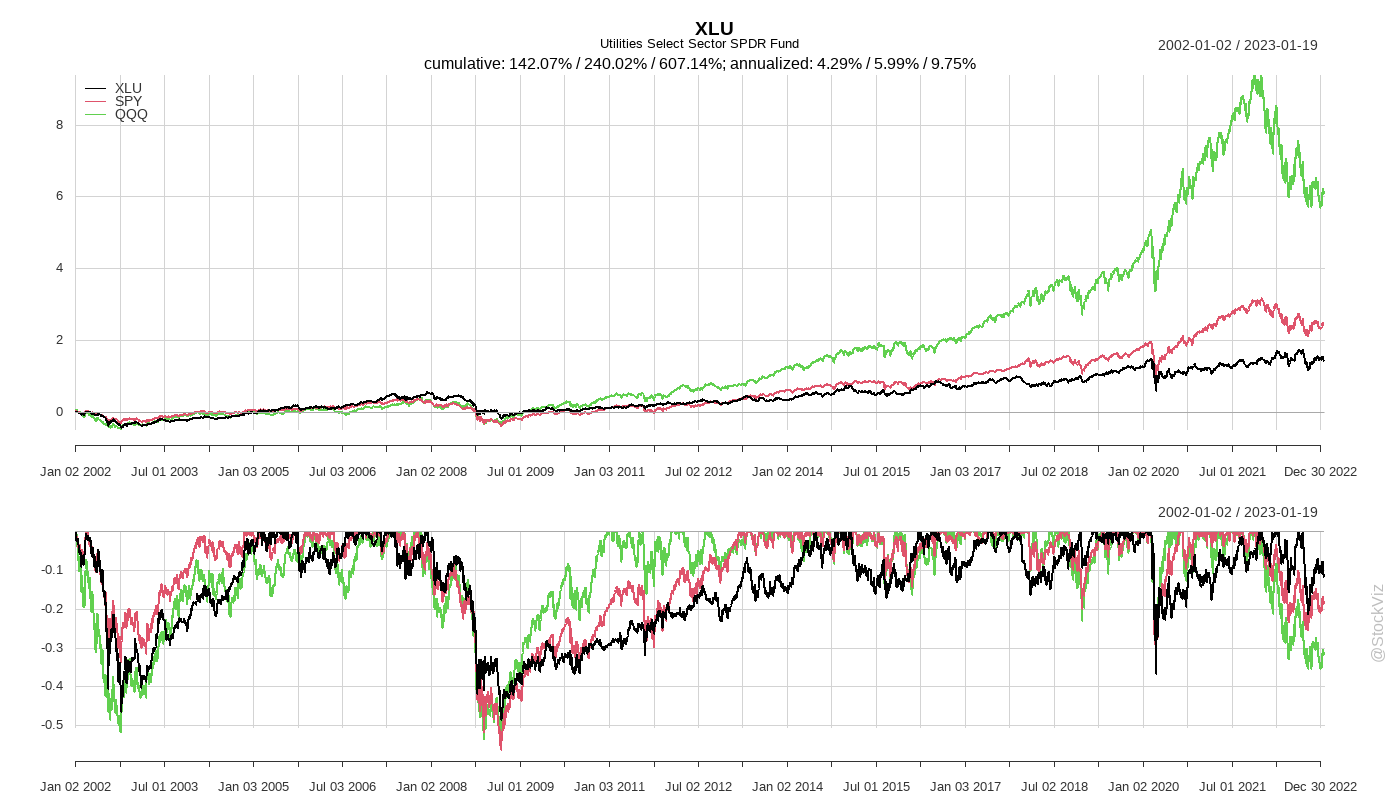 XLU
Utilities Select Sector SPDR Fund
2002-01-02 / 2023-01-19
cumulative: 142.07% / 240.02% / 607.14%; annualized: 4.29% / 5.99% / 9.75%
XLU
SPY
QQQ
8
6
4
2
0
Jan 02 2002 Jul 01 2003 Jan 03 2005 Jul 03 2006 Jan 02 2008 Jul 01 2009 Jan 03 2011 Jul 02 2012 Jan 02 2014 Jul 01 2015 Jan 03 2017 Jul 02 2018 Jan 02 2020 Jul 01 2021 Dec 30 2022
2002-01-02 / 2023-01-19
-0.1
-0.2
-0.3
-0.4
-0.5
Jan 02 2002 Jul 01 2003 Jan 03 2005 Jul 03 2006 Jan 02 2008 Jul 01 2009 Jan 03 2011 Jul 02 2012 Jan 02 2014 Jul 01 2015 Jan 03 2017 Jul 02 2018 Jan 02 2020 Jul 01 2021 Dec 30 2022
@StockViz